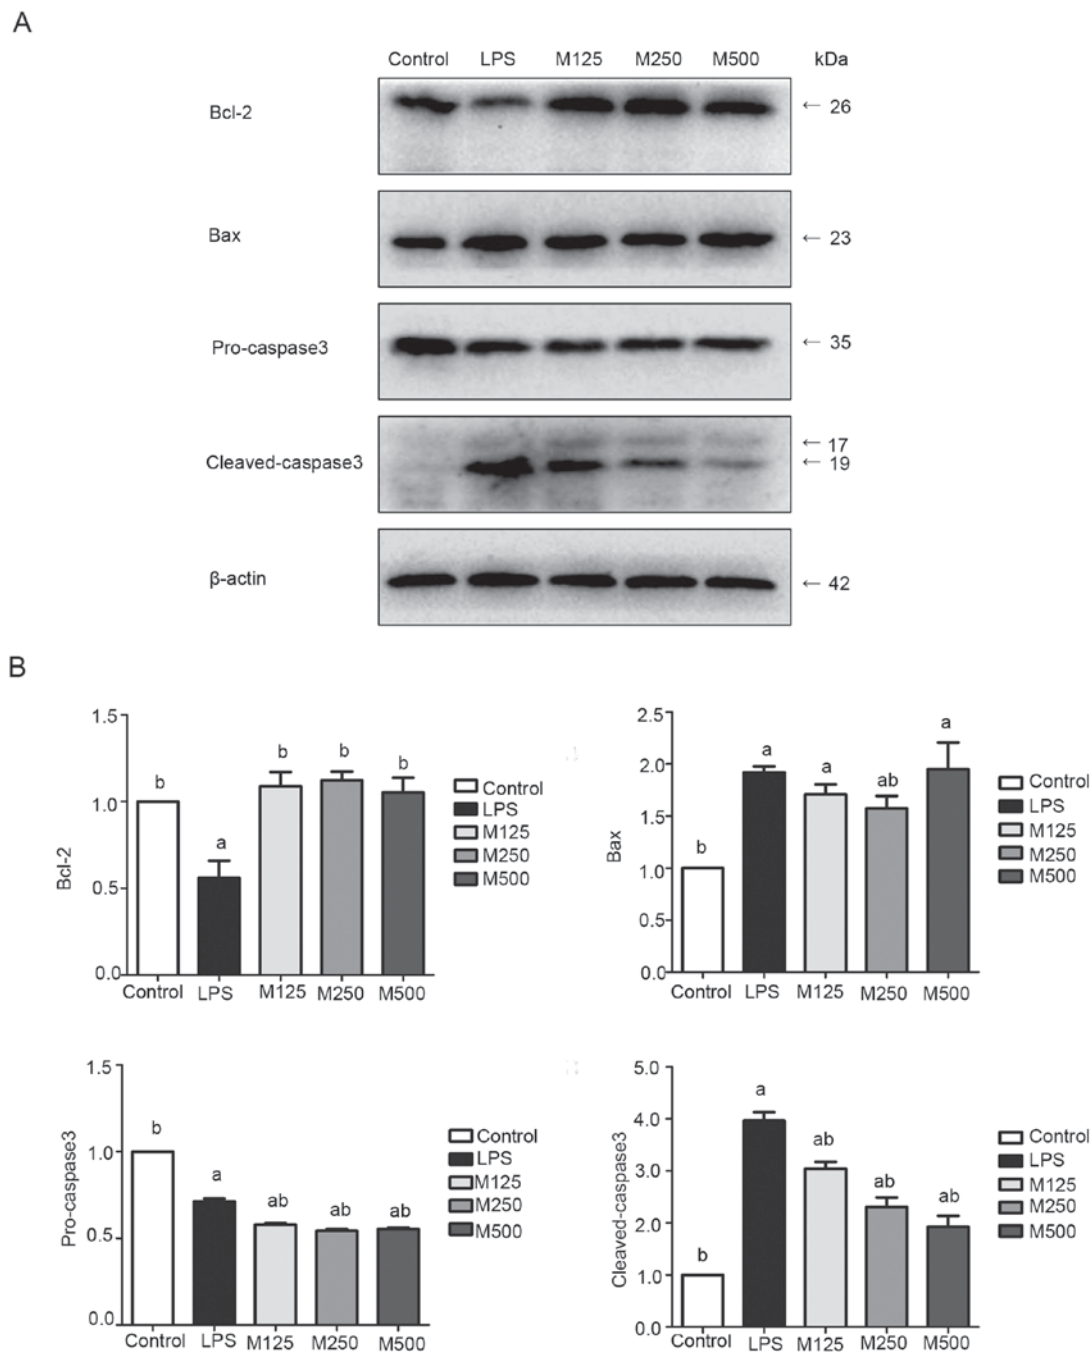 A
Control LPS M125 M250 M500 kDa
Bcl-2 ← 26
Bax ← 23
Pro-caspase3 ← 35
← 17
Cleaved-caspase3 ← 19
β-actin ← 42
B
1.5
1.0
0.5
0.0
Bcl-2
b a b b b
Control LPS M125 M250 M500
Control
LPS
M125
M250
M500
2.5
2.0
1.5
1.0
0.5
0.0
Bax
b a a ab a
Control LPS M125 M250 M500
Control
LPS
M125
M250
M500
1.5
1.0
0.5
0.0
Pro-caspase3
b a ab ab ab
Control LPS M125 M250 M500
Control
LPS
M125
M250
M500
5.0
4.0
3.0
2.0
1.0
0.0
Cleaved-caspase3
b a ab ab ab
Control LPS M125 M250 M500
Control
LPS
M125
M250
M500